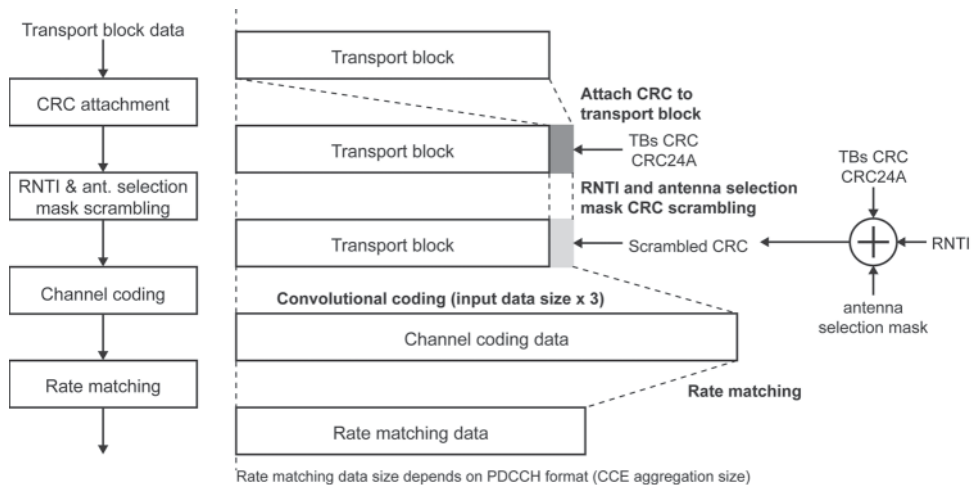 Transport block data
CRC attachment
RNTI & ant. selection
mask scrambling
Channel coding
Rate matching
Transport block
Attach CRC to
transport block
Transport block
TBs CRC
CRC24A
RNTI and antenna selection
mask CRC scrambling
Transport block
Scrambled CRC
TBs CRC
CRC24A
RNTI
antenna
selection mask
Convolutional coding (input data size x 3)
Channel coding data
Rate matching
Rate matching data
Rate matching data size depends on PDCCH format (CCE aggregation size)